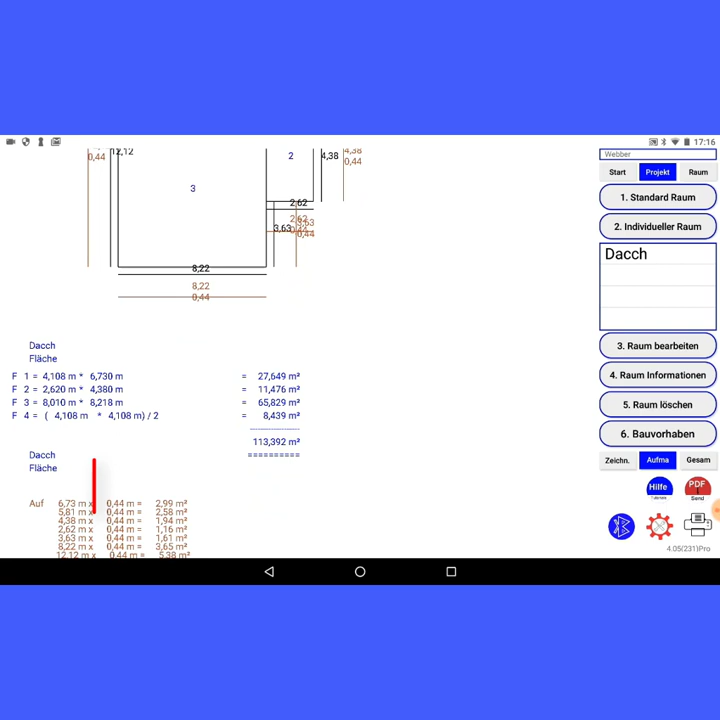 17:16
0,44
12,12
2
4,38
4,38
0,44
3
2,62
2,62
3,63
3,63
0,44
0,44
8,22
8,22
0,44
Dacch
Fläche
F 1 = 4,108 m * 6,730 m = 27,649 m²
F 2 = 2,620 m * 4,380 m = 11,476 m²
F 3 = 8,010 m * 8,218 m = 65,829 m²
F 4 = ( 4,108 m * 4,108 m) / 2 = 8,439 m²
113,392 m²
Dacch ==========
Fläche
Auf 6,73 m x 0,44 m = 2,99 m²
5,81 m x 0,44 m = 2,58 m²
4,38 m x 0,44 m = 1,94 m²
2,62 m x 0,44 m = 1,16 m²
3,63 m x 0,44 m = 1,61 m²
8,22 m x 0,44 m = 3,65 m²
12,12 m x 0,44 m = 5,38 m²
Webber
Start Projekt Raum
1. Standard Raum
2. Individueller Raum
Dacch
3. Raum bearbeiten
4. Raum Informationen
5. Raum löschen
6. Bauvorhaben
Zeichn. Aufma Gesam
Hilfe
Tutorials
PDF
Send
4.05(231)Pro